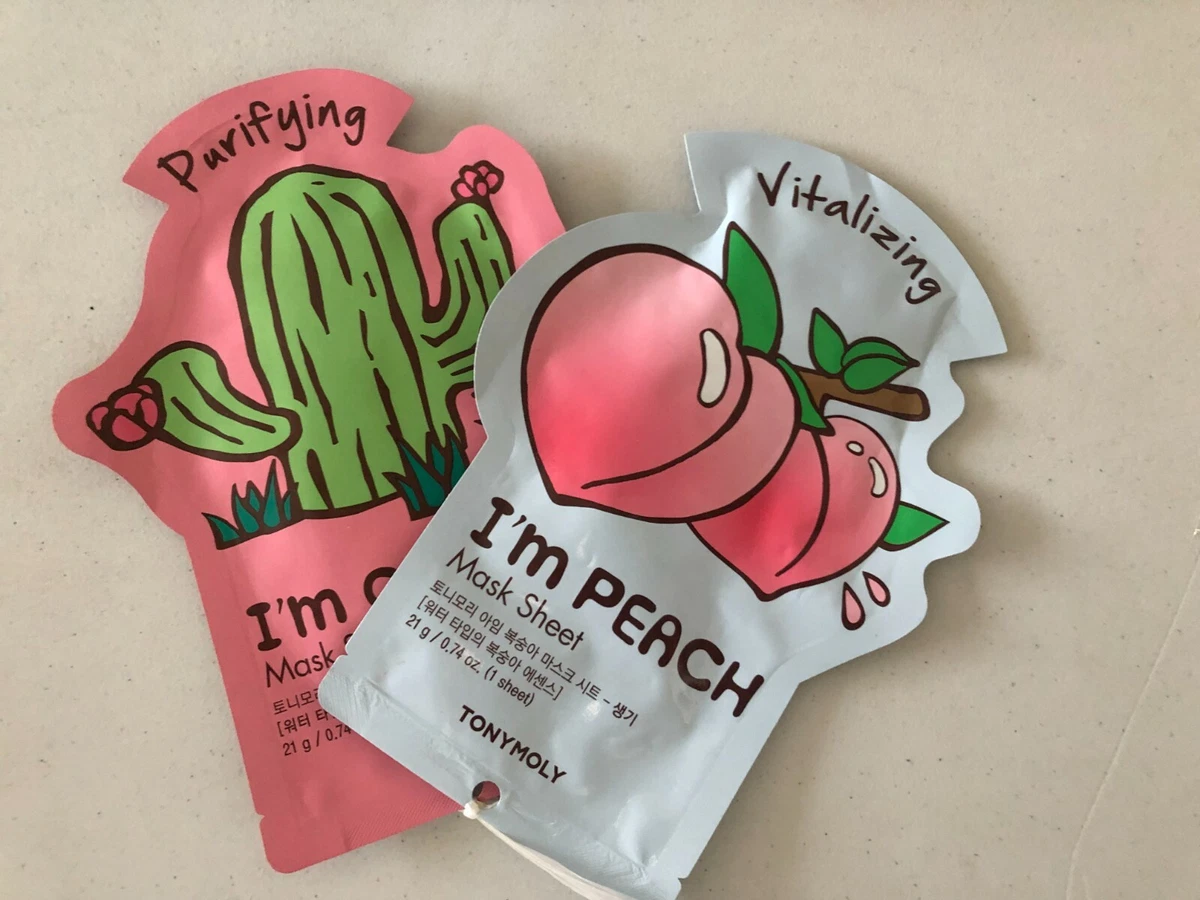 Purifying
I'm
Mask
[워터
21 g / 0.74
Vitalizing
I'm PEACH
Mask Sheet
토니모리 아임 복숭아 마스크 시트 - 생기
[워터 타입의 복숭아 에센스]
21 g / 0.74 oz. (1 sheet)
TONYMOLY